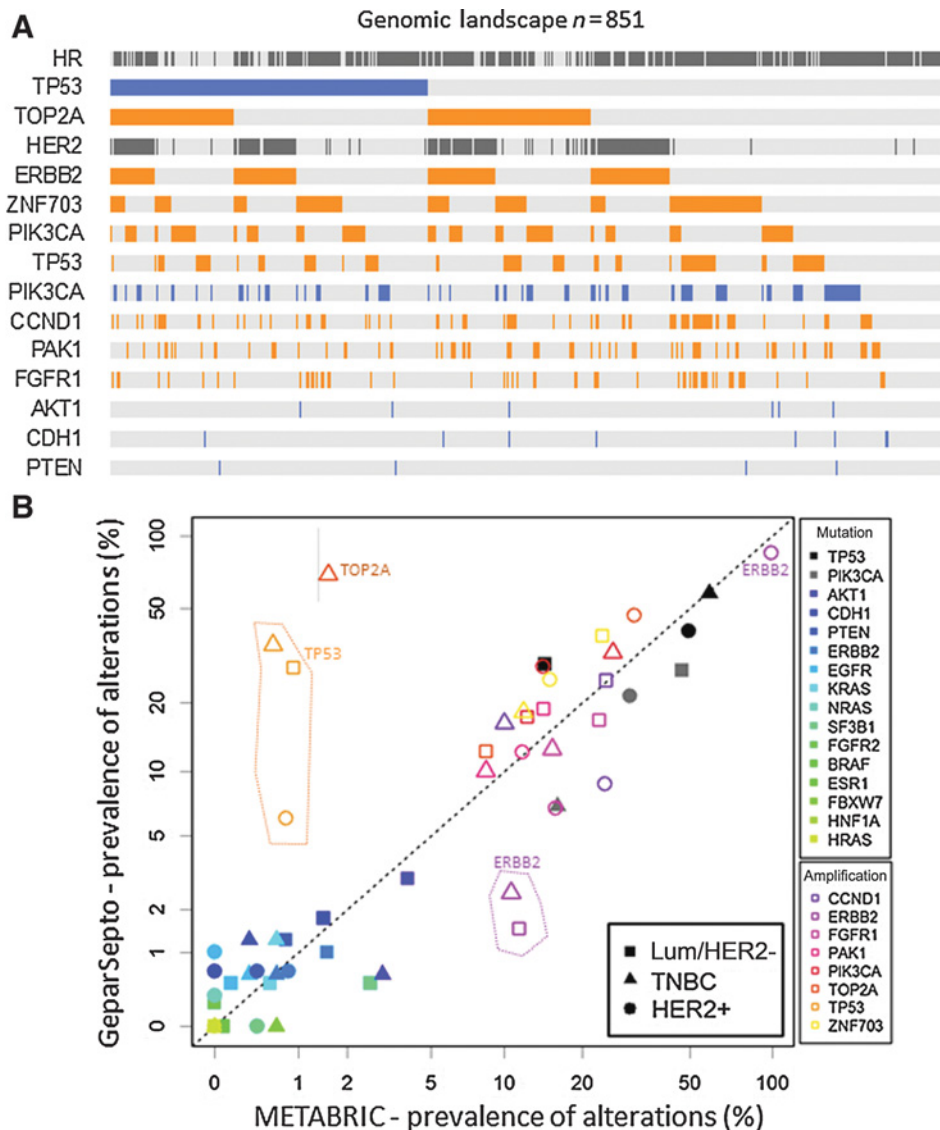 A
Genomic landscape n=851
HR
TP53
TOP2A
HER2
ERBB2
ZNF703
PIK3CA
TP53
PIK3CA
CCND1
PAK1
FGFR1
AKT1
CDH1
PTEN
B
GeparSepto - prevalence of alterations (%)
100
50
20
10
5
2
1
0
TOP2A
TP53
ERBB2
ERBB2
Lum/HER2-
TNBC
HER2+
0 1 2 5 10 20 50 100
METABRIC - prevalence of alterations (%)
Mutation
TP53
PIK3CA
AKT1
CDH1
PTEN
ERBB2
EGFR
KRAS
NRAS
SF3B1
FGFR2
BRAF
ESR1
FBXW7
HNF1A
HRAS
Amplification
CCND1
ERBB2
FGFR1
PAK1
PIK3CA
TOP2A
TP53
ZNF703